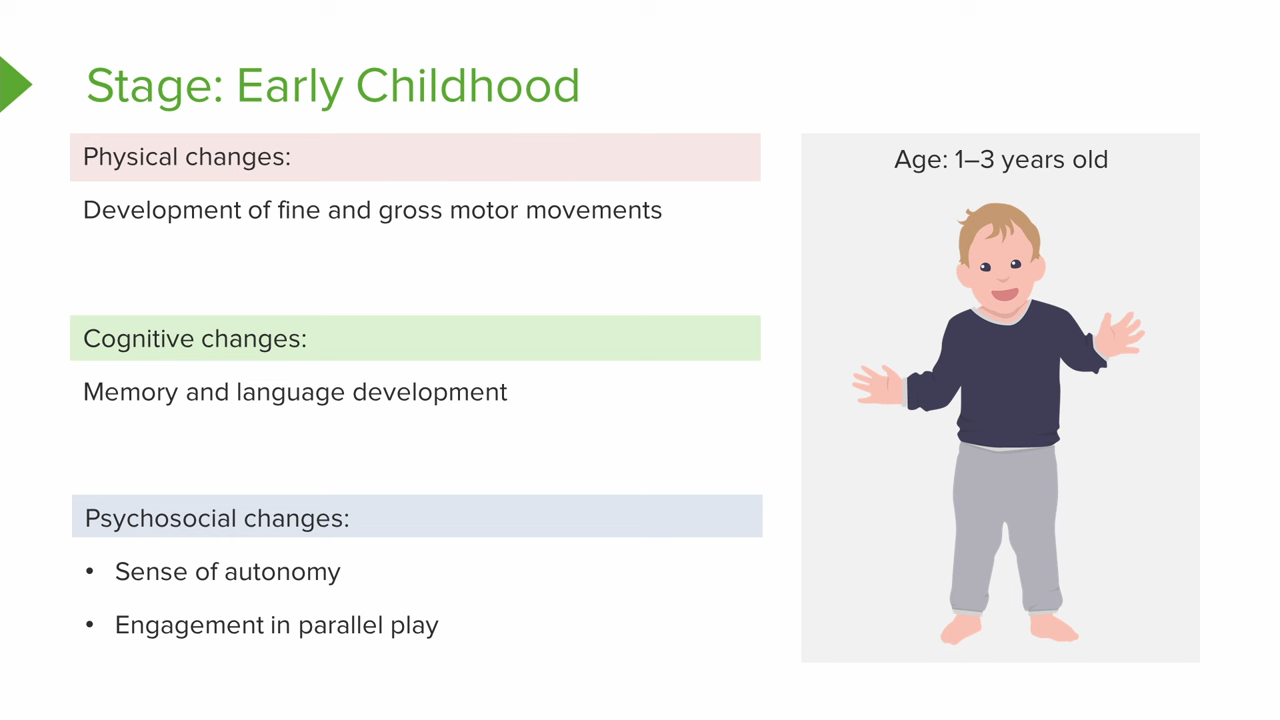 Stage: Early Childhood
Physical changes:
Development of fine and gross motor movements
Cognitive changes:
Memory and language development
Psychosocial changes:
• Sense of autonomy
• Engagement in parallel play
Age: 1–3 years old